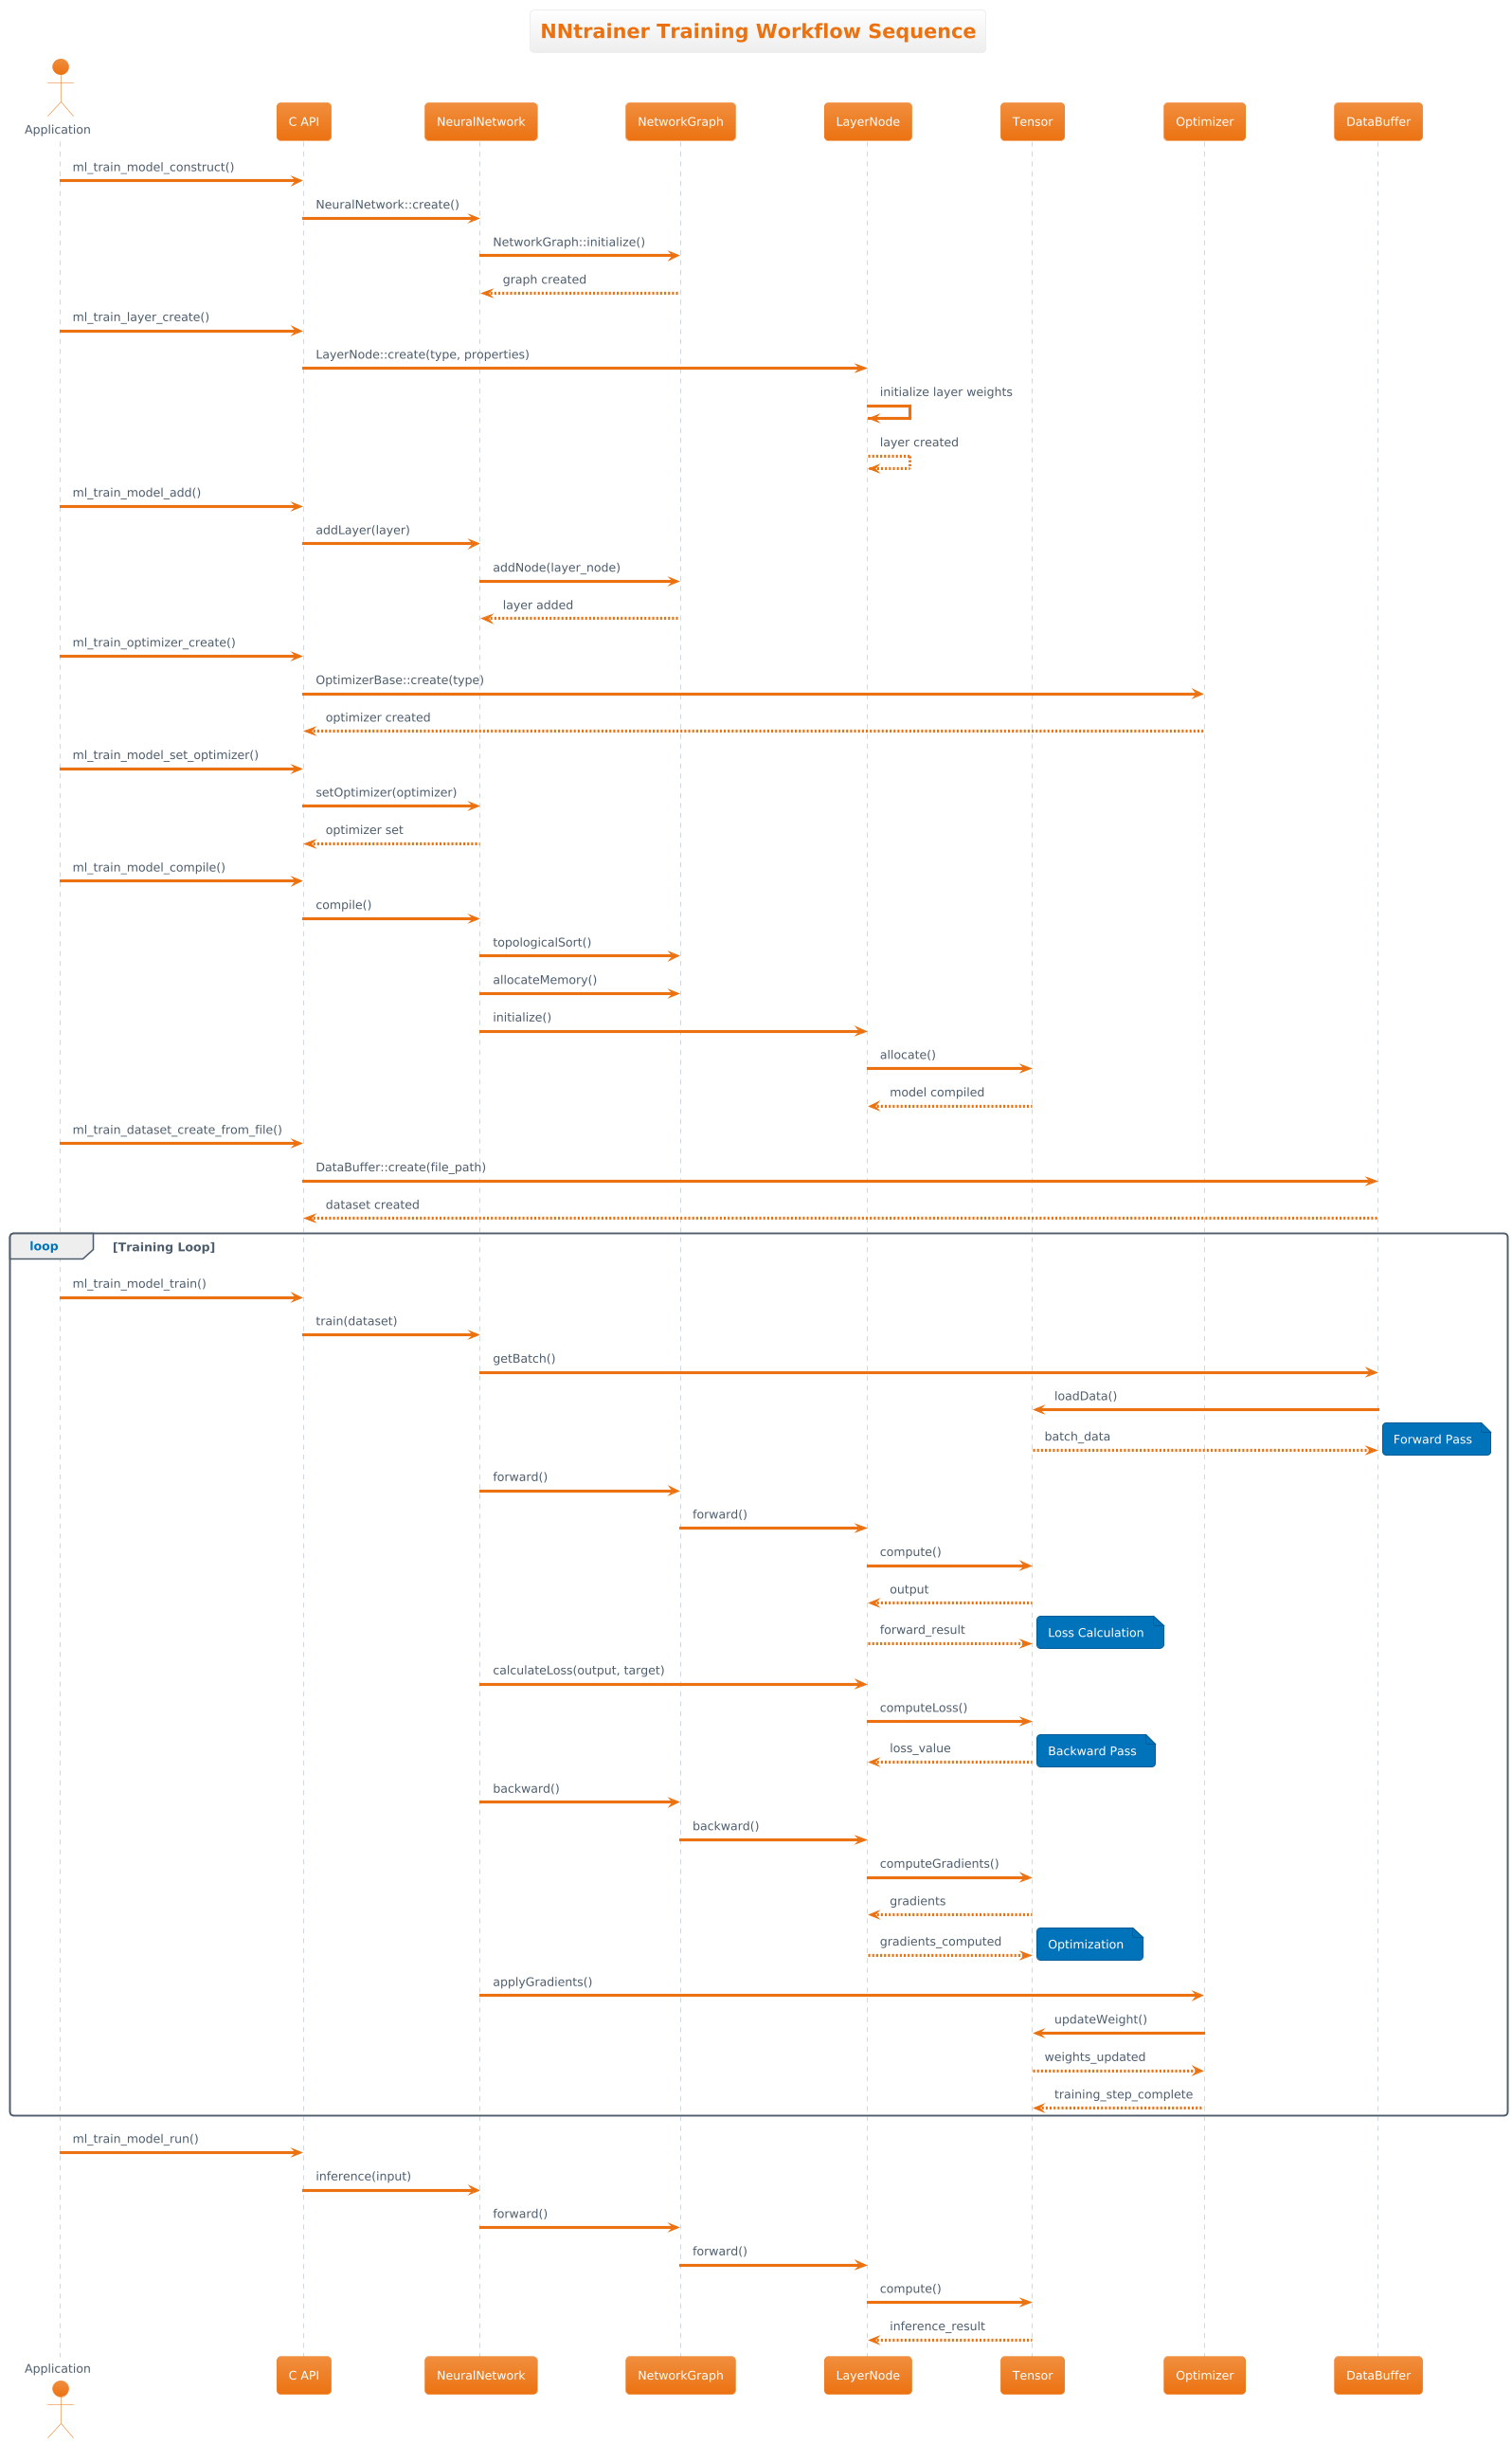 NNtrainer Training Workflow Sequence
Application
C API
NeuralNetwork
NetworkGraph
LayerNode
Tensor
Optimizer
DataBuffer
ml_train_model_construct()
NeuralNetwork::create()
NetworkGraph::initialize()
graph created
ml_train_layer_create()
LayerNode::create(type, properties)
initialize layer weights
layer created
ml_train_model_add()
addLayer(layer)
addNode(layer_node)
layer added
ml_train_optimizer_create()
OptimizerBase::create(type)
optimizer created
ml_train_model_set_optimizer()
setOptimizer(optimizer)
optimizer set
ml_train_model_compile()
compile()
topologicalSort()
allocateMemory()
initialize()
allocate()
model compiled
ml_train_dataset_create_from_file()
DataBuffer::create(file_path)
dataset created
loop [Training Loop]
ml_train_model_train()
train(dataset)
getBatch()
loadData()
batch_data
Forward Pass
forward()
forward()
compute()
output
forward_result
Loss Calculation
calculateLoss(output, target)
computeLoss()
loss_value
Backward Pass
backward()
backward()
computeGradients()
gradients
gradients_computed
Optimization
applyGradients()
updateWeight()
weights_updated
training_step_complete
ml_train_model_run()
inference(input)
forward()
forward()
compute()
inference_result
Application
C API
NeuralNetwork
NetworkGraph
LayerNode
Tensor
Optimizer
DataBuffer